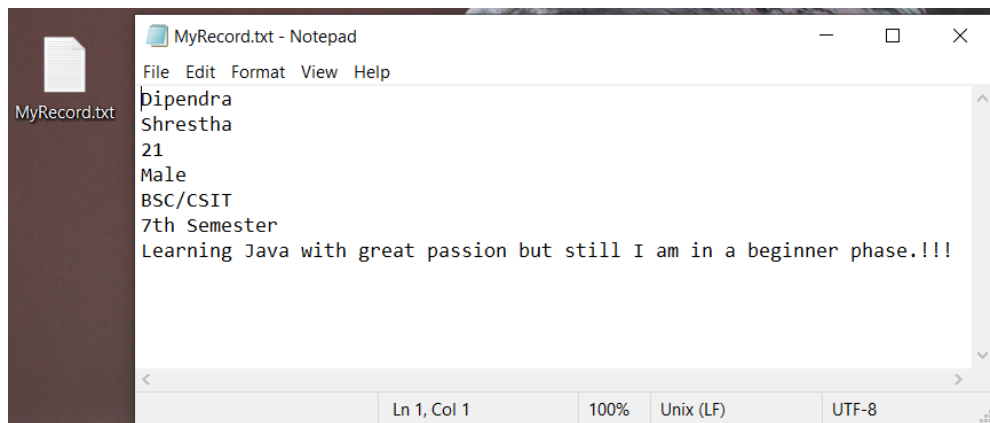 MyRecord.txt - Notepad
File Edit Format View Help
MyRecord.txt
Dipendra
Shrestha
21
Male
BSC/CSIT
7th Semester
Learning Java with great passion but still I am in a beginner phase.!!!
Ln 1, Col 1 100% Unix (LF) UTF-8